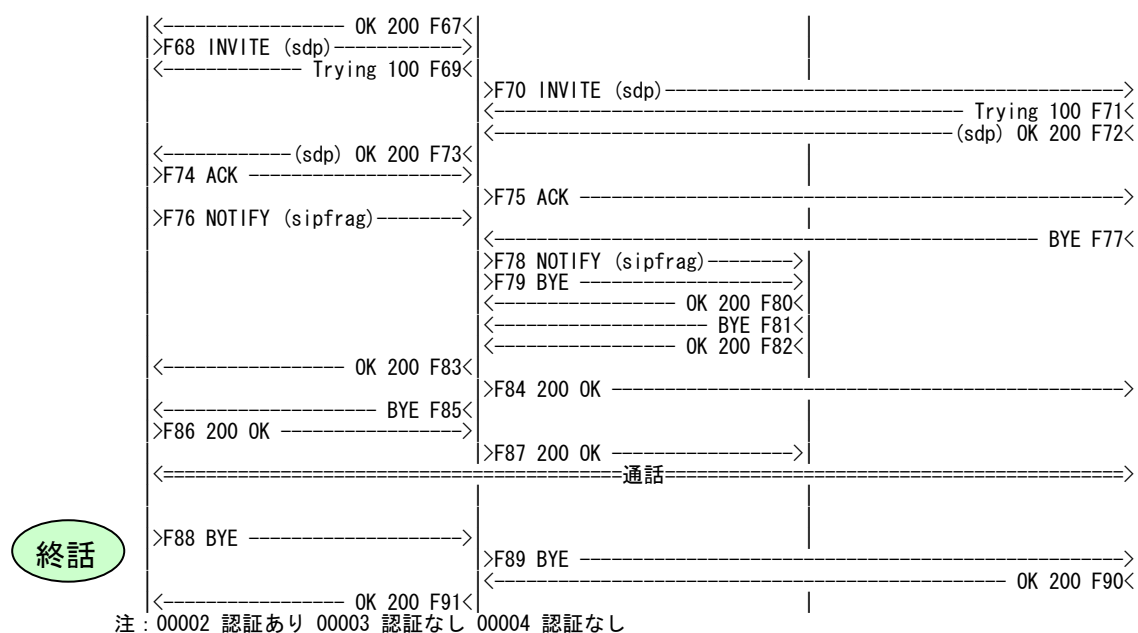 |<----------------- OK 200 F67<|
|>F68 INVITE (sdp)------------>|
|<------------- Trying 100 F69<|
|>F70 INVITE (sdp)------------------------------------------->
|<-------------------------------------------- Trying 100 F71<
|<-------------------------------------------(sdp) OK 200 F72<
|<------------(sdp) OK 200 F73<|
|>F74 ACK -------------------->|
|>F75 ACK --------------------------------------------------->
|>F76 NOTIFY (sipfrag)-------->|
|<--------------------------------------------------- BYE F77<
|>F78 NOTIFY (sipfrag)-------->|
|>F79 BYE -------------------->|
|<----------------- OK 200 F80<|
|<-------------------- BYE F81<|
|<----------------- OK 200 F82<|
|<----------------- OK 200 F83<|
|>F84 200 OK ------------------------------------------------>
|<-------------------- BYE F85<|
|>F86 200 OK ----------------->|
|>F87 200 OK ----------------->|
|<===========================================通話===========================================>
|>F88 BYE -------------------->|
終話
|>F89 BYE --------------------------------------------------->
|<------------------------------------------------ OK 200 F90<
|<----------------- OK 200 F91<|
注：00002 認証あり 00003 認証なし 00004 認証なし